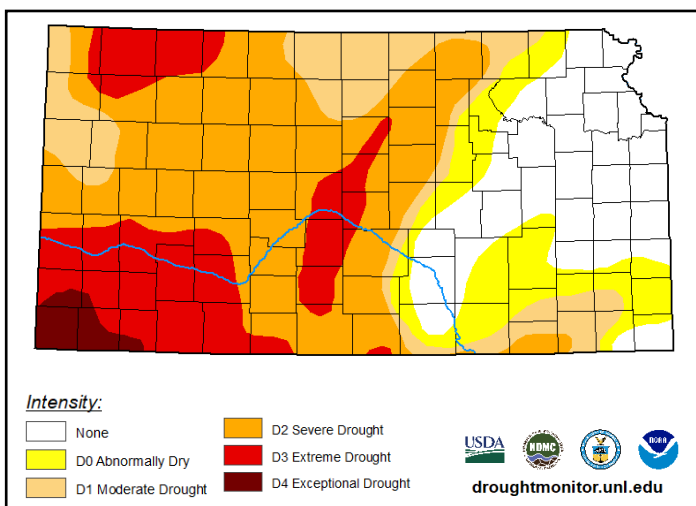 Intensity:
None
D0 Abnormally Dry
D1 Moderate Drought
D2 Severe Drought
D3 Extreme Drought
D4 Exceptional Drought
USDA
NDMC
NOAA
droughtmonitor.unl.edu